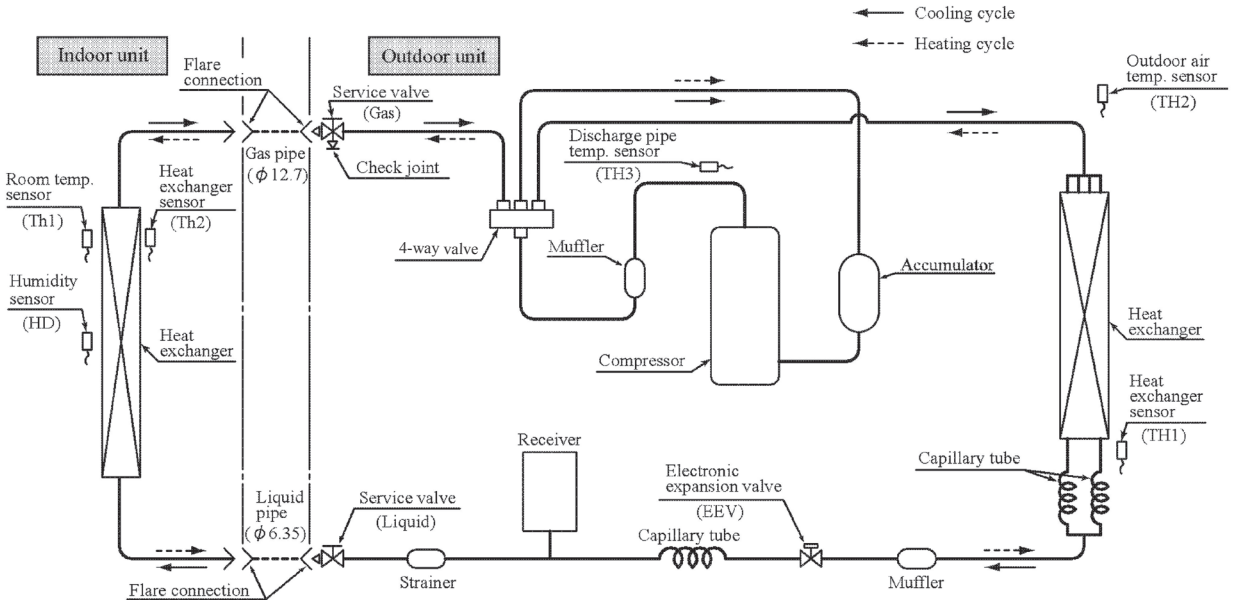 Cooling cycle
Heating cycle
Indoor unit
Outdoor unit
Flare
connection
Service valve
(Gas)
Outdoor air
temp. sensor
(TH2)
Discharge pipe
temp. sensor
(TH3)
Gas pipe
(ϕ12.7)
Check joint
Room temp.
sensor
(Th1)
Heat
exchanger
sensor
(Th2)
4-way valve
Muffler
Accumulator
Humidity
sensor
(HD)
Heat
exchanger
Compressor
Heat
exchanger
Heat
exchanger
sensor
(TH1)
Receiver
Capillary tube
Electronic
expansion valve
(EEV)
Liquid
pipe
(ϕ6.35)
Service valve
(Liquid)
Capillary tube
Strainer
Muffler
Flare connection